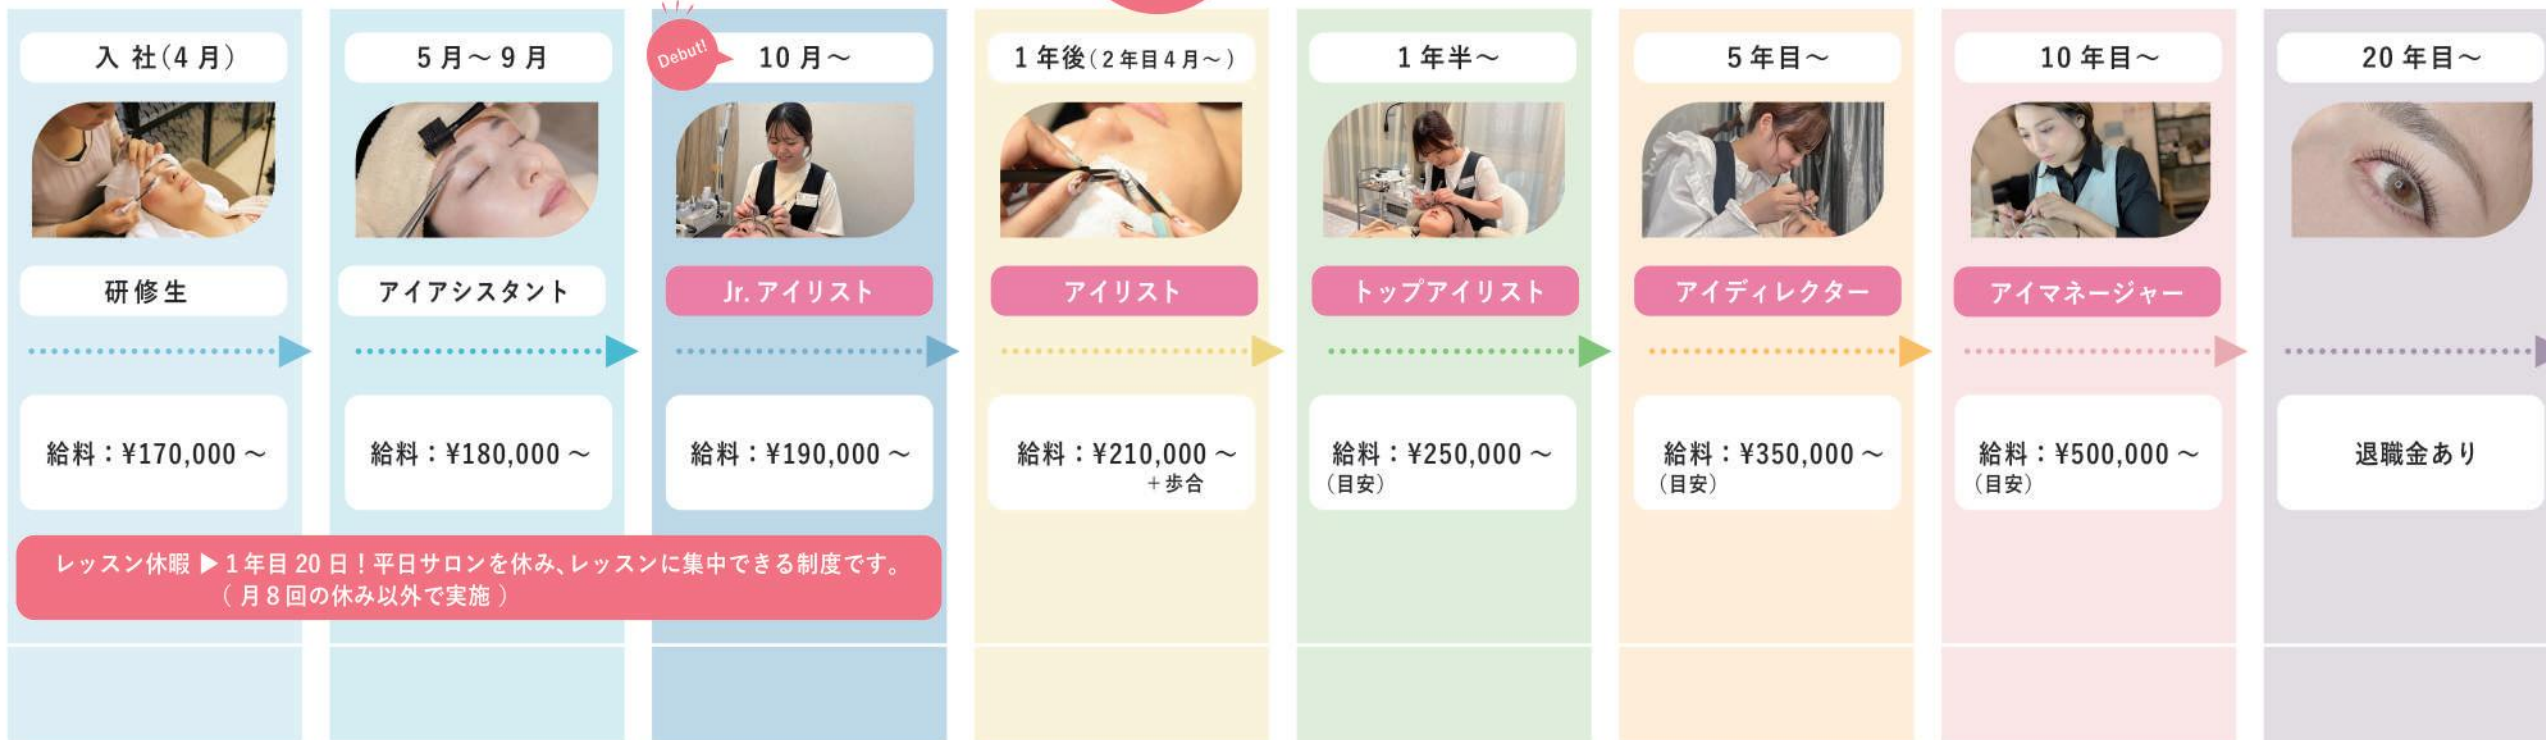 入 社(4 月)
研修生
給料：¥170,000 ～
5 月～ 9 月
アイアシスタント
給料：¥180,000 ～
Debut!
10 月～
Jr. アイリスト
給料：¥190,000 ～
レッスン休暇 ▶ 1 年目 20 日！平日サロンを休み、レッスンに集中できる制度です。
（ 月 8 回の休み以外で実施 ）
1 年後(2 年目 4 月～)
アイリスト
給料：¥210,000 ～
＋歩合
1 年半～
トップアイリスト
給料：¥250,000 ～
（目安）
5 年目～
アイディレクター
給料：¥350,000 ～
（目安）
10 年目～
アイマネージャー
給料：¥500,000 ～
（目安）
20 年目～
退職金あり